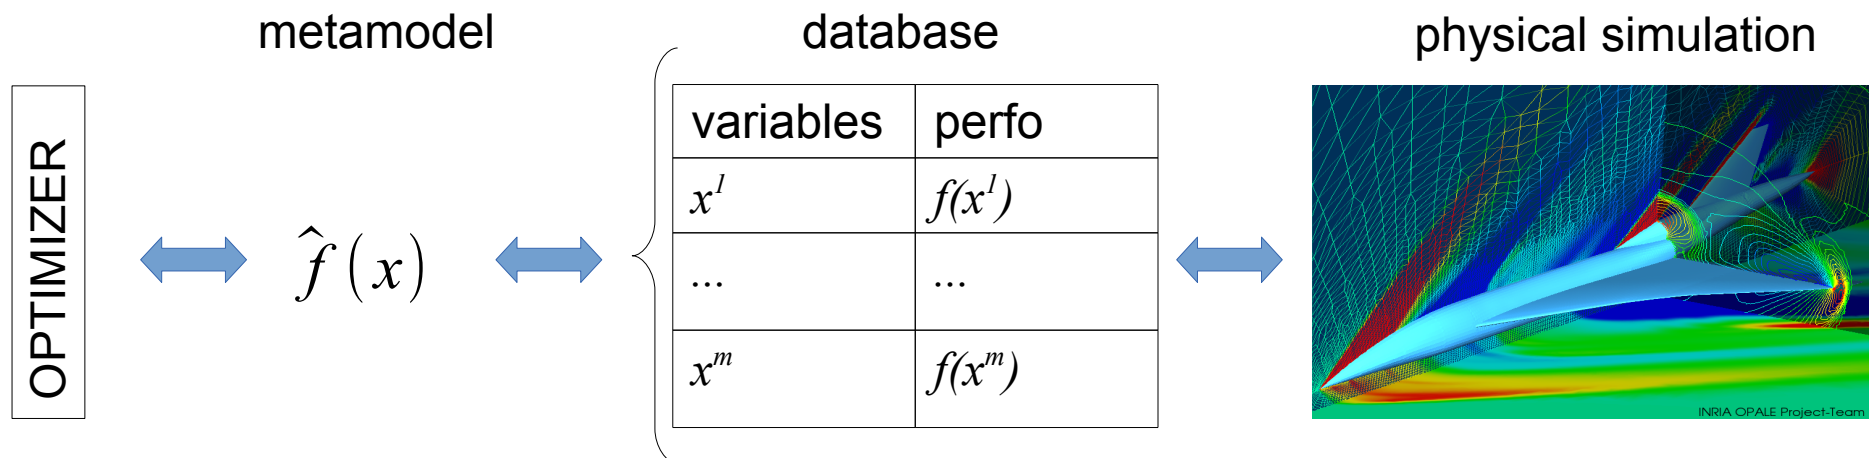 metamodel
database
physical simulation
OPTIMIZER
f̂(x)
variables perfo
x¹ f(x¹)
... ...
xᵐ f(xᵐ)
INRIA OPALE Project-Team